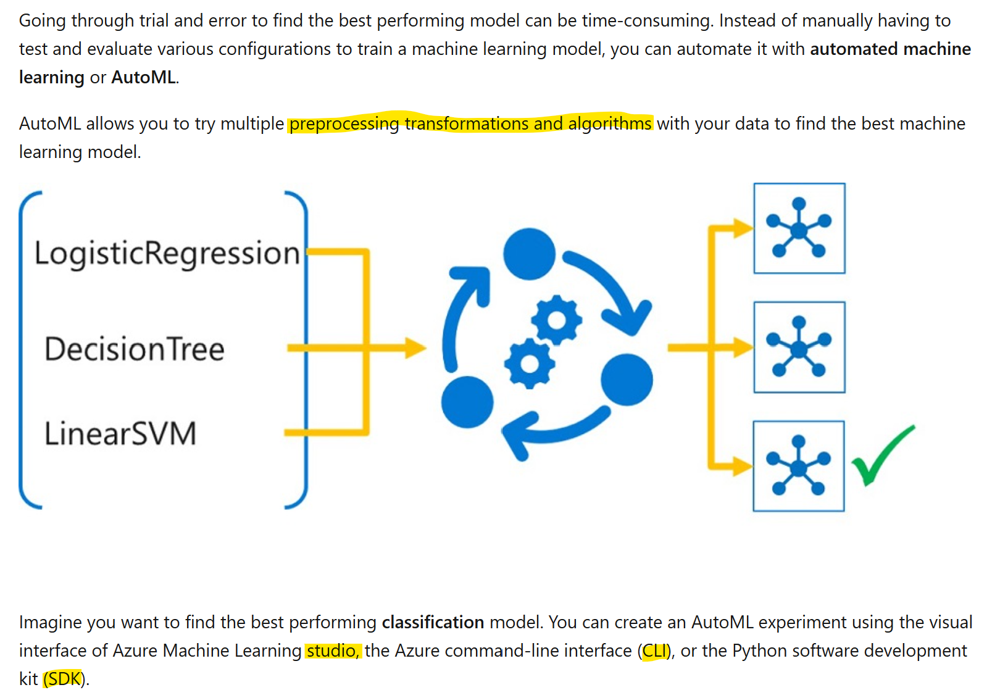 Going through trial and error to find the best performing model can be time-consuming. Instead of manually having to
test and evaluate various configurations to train a machine learning model, you can automate it with automated machine
learning or AutoML.
AutoML allows you to try multiple preprocessing transformations and algorithms with your data to find the best machine
learning model.
LogisticRegression
DecisionTree
LinearSVM
Imagine you want to find the best performing classification model. You can create an AutoML experiment using the visual
interface of Azure Machine Learning studio, the Azure command-line interface (CLI), or the Python software development
kit (SDK).